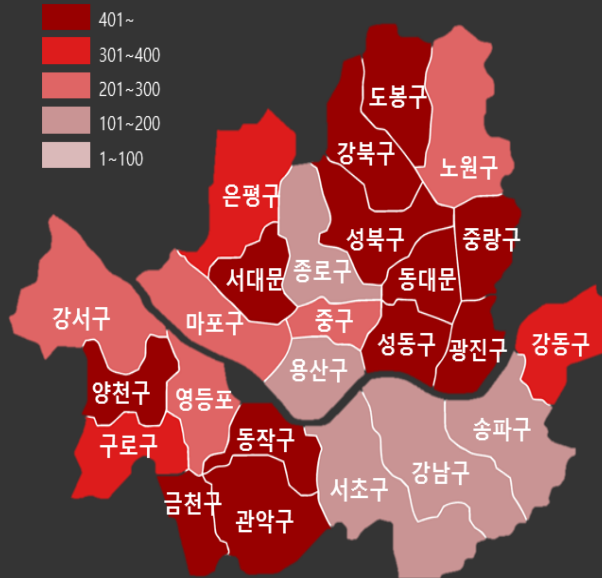 401~
301~400
201~300
101~200
1~100
도봉구
강북구
노원구
은평구
성북구
중랑구
서대문
종로구
동대문
강서구
마포구
중구
성동구
광진구
강동구
용산구
양천구
영등포
구로구
동작구
송파구
서초구
강남구
금천구
관악구